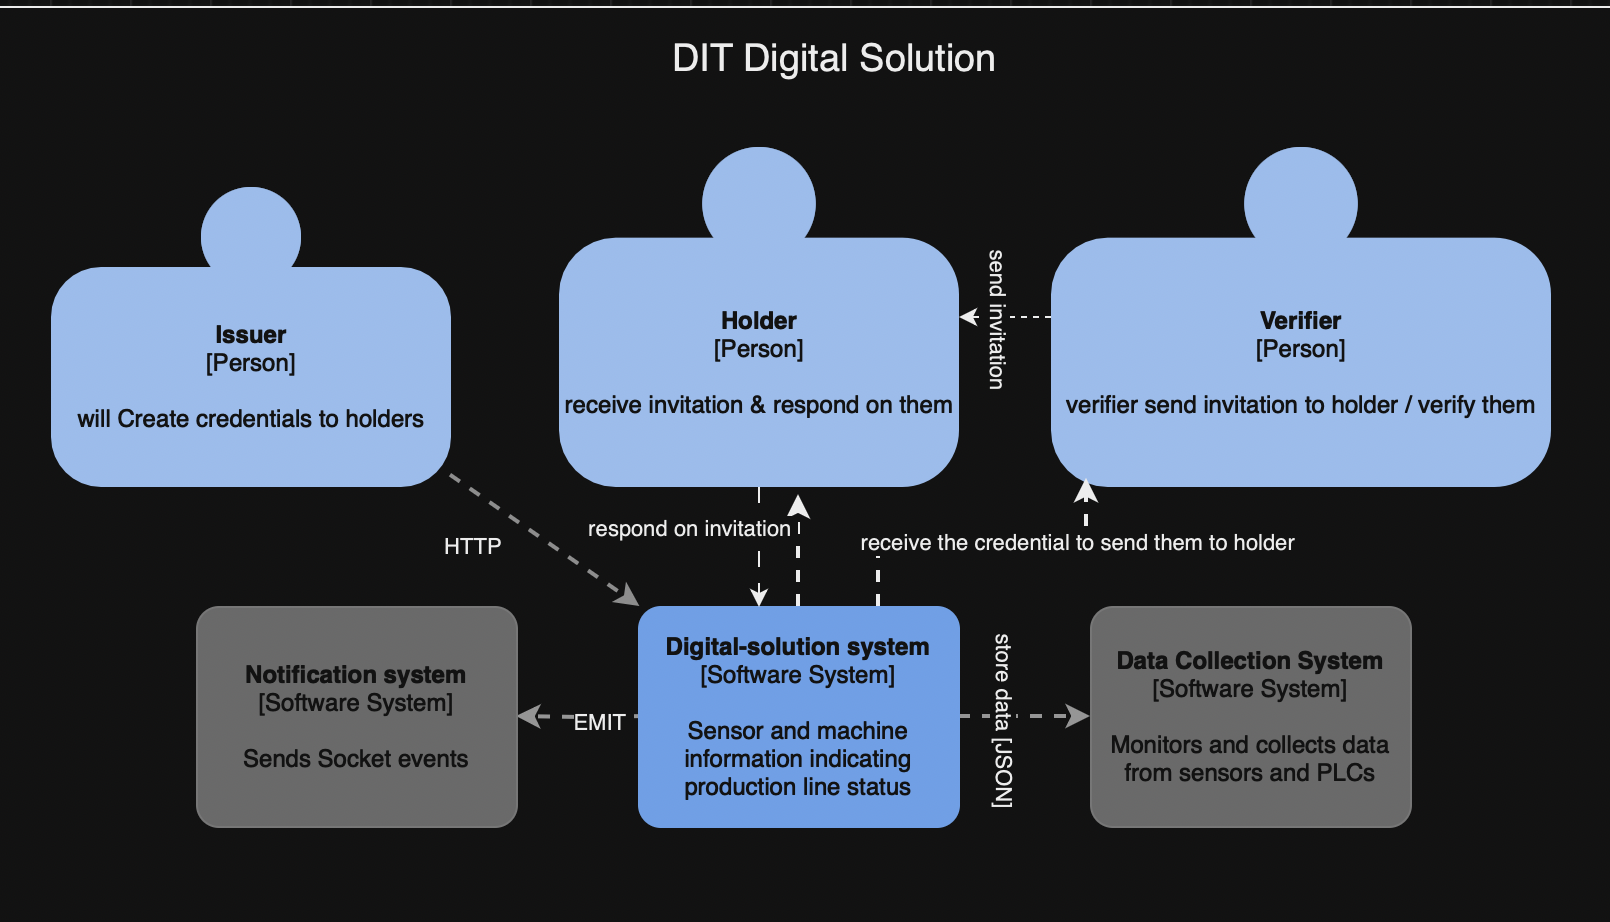 DIT Digital Solution
Issuer
[Person]
will Create credentials to holders
Holder
[Person]
receive invitation & respond on them
send invitation
Verifier
[Person]
verifier send invitation to holder / verify them
HTTP
respond on invitation
receive the credential to send them to holder
Notification system
[Software System]
Sends Socket events
EMIT
Digital-solution system
[Software System]
Sensor and machine
information indicating
production line status
store data [JSON]
Data Collection System
[Software System]
Monitors and collects data
from sensors and PLCs